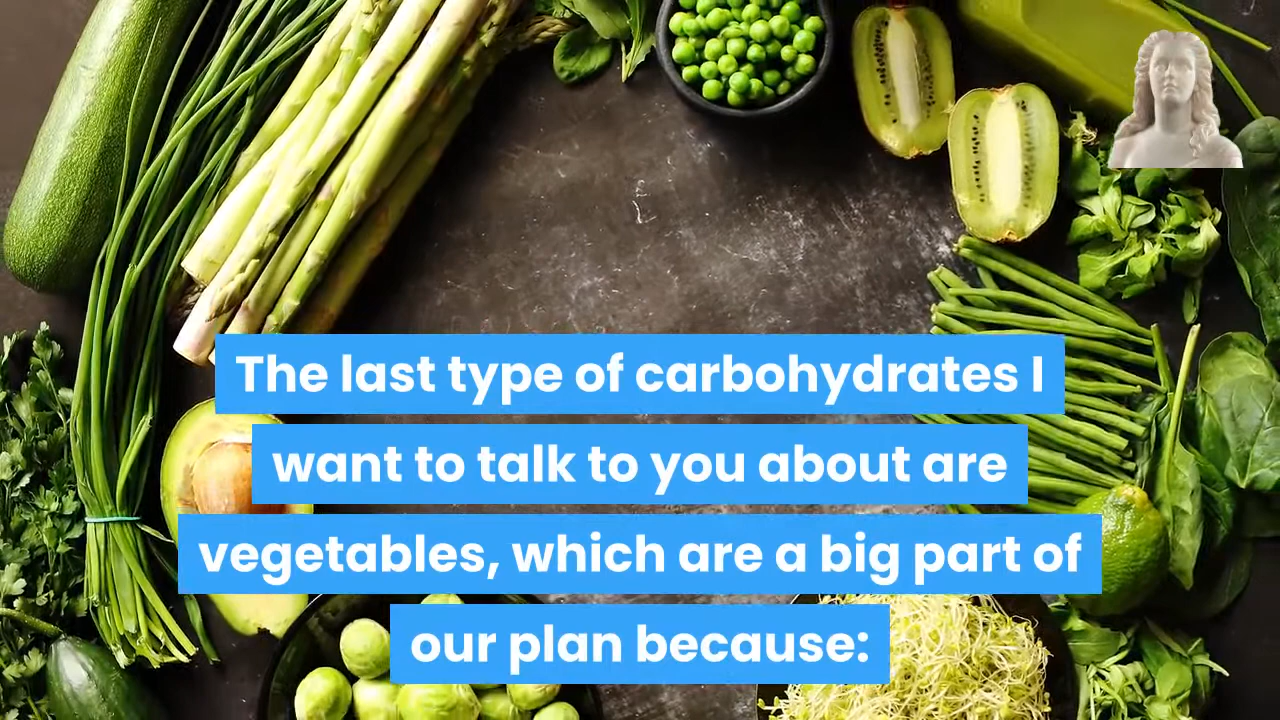 The last type of carbohydrates I
want to talk to you about are
vegetables, which are a big part of
our plan because: